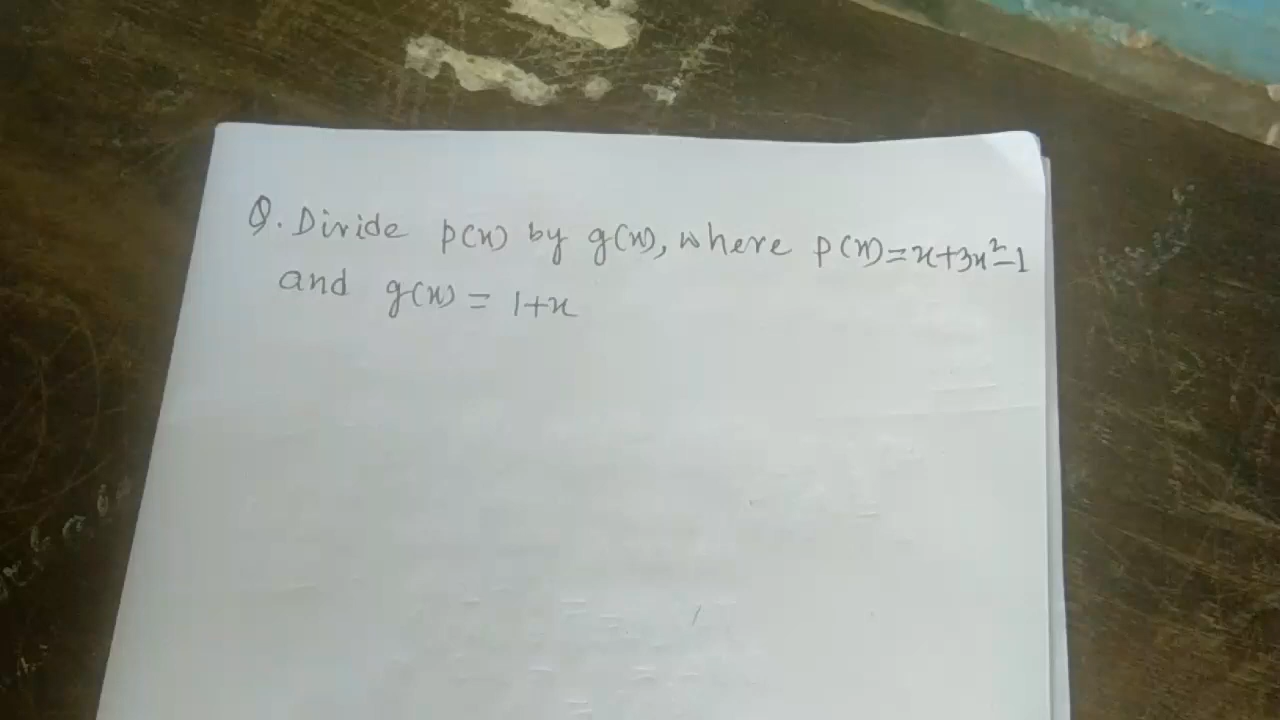 Q. Divide p(x) by g(x), where p(x)=x+3x²-1
and g(x) = 1+x